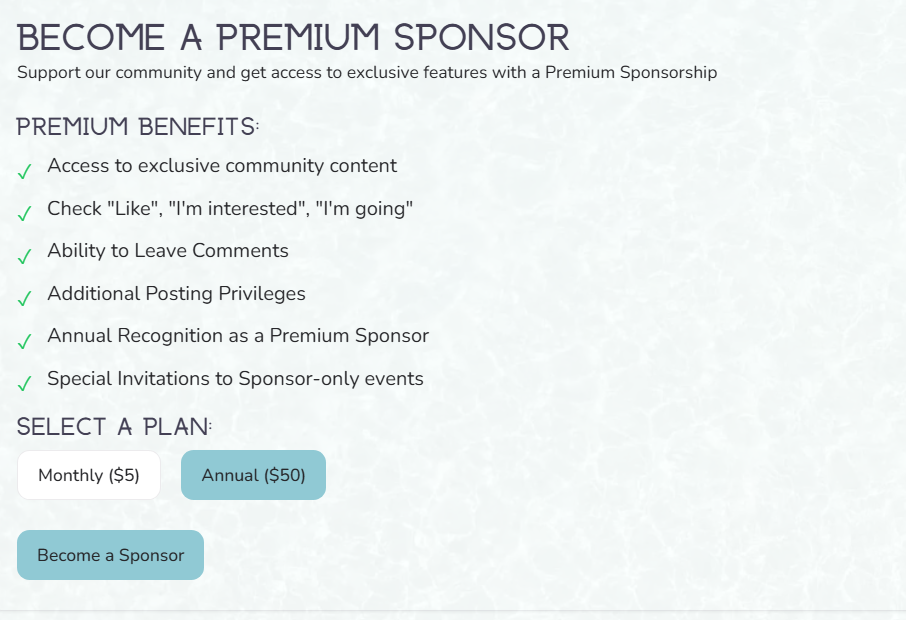 BECOME A PREMIUM SPONSOR
Support our community and get access to exclusive features with a Premium Sponsorship
PREMIUM BENEFITS:
✓ Access to exclusive community content
✓ Check "Like", "I'm interested", "I'm going"
✓ Ability to Leave Comments
✓ Additional Posting Privileges
✓ Annual Recognition as a Premium Sponsor
✓ Special Invitations to Sponsor-only events
SELECT A PLAN:
Monthly ($5) Annual ($50)
Become a Sponsor